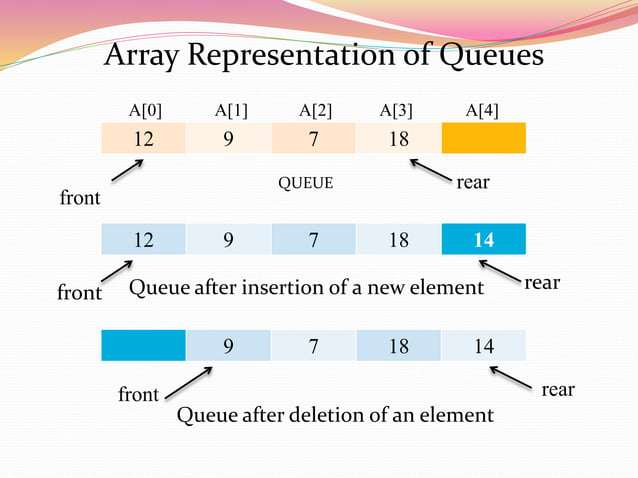 Array Representation of Queues
A[0] A[1] A[2] A[3] A[4]
12 9 7 18
front QUEUE rear
12 9 7 18 14
front Queue after insertion of a new element rear
9 7 18 14
front rear
Queue after deletion of an element